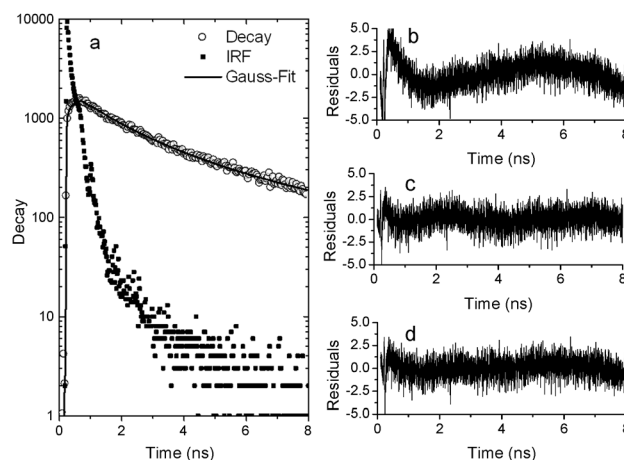 a
Decay
IRF
Gauss-Fit
10000
1000
100
10
1
Decay
0 2 4 6 8
Time (ns)
b
5.0
2.5
0.0
-2.5
-5.0
Residuals
0 2 4 6 8
Time (ns)
c
5.0
2.5
0.0
-2.5
-5.0
Residuals
0 2 4 6 8
Time (ns)
d
5.0
2.5
0.0
-2.5
-5.0
Residuals
0 2 4 6 8
Time (ns)